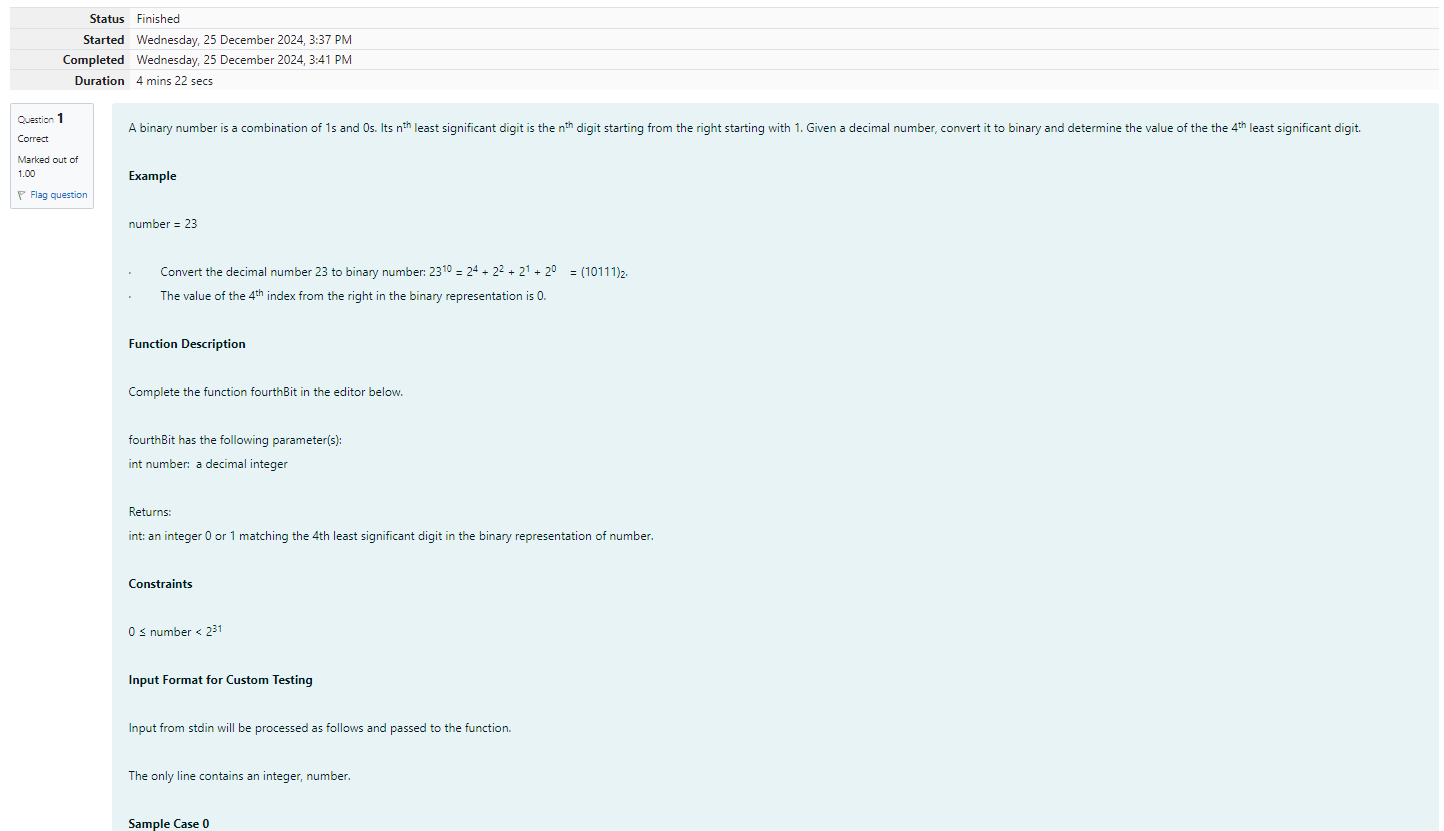 Status Finished
Started Wednesday, 25 December 2024, 3:37 PM
Completed Wednesday, 25 December 2024, 3:41 PM
Duration 4 mins 22 secs
Question 1
Correct
Marked out of
1.00
Flag question
A binary number is a combination of 1s and 0s. Its nth least significant digit is the nth digit starting from the right starting with 1. Given a decimal number, convert it to binary and determine the value of the the 4th least significant digit.
Example
number = 23
· Convert the decimal number 23 to binary number: 23¹⁰ = 2⁴ + 2² + 2¹ + 2⁰ = (10111)₂.
· The value of the 4th index from the right in the binary representation is 0.
Function Description
Complete the function fourthBit in the editor below.
fourthBit has the following parameter(s):
int number: a decimal integer
Returns:
int: an integer 0 or 1 matching the 4th least significant digit in the binary representation of number.
Constraints
0 ≤ number < 2³¹
Input Format for Custom Testing
Input from stdin will be processed as follows and passed to the function.
The only line contains an integer, number.
Sample Case 0